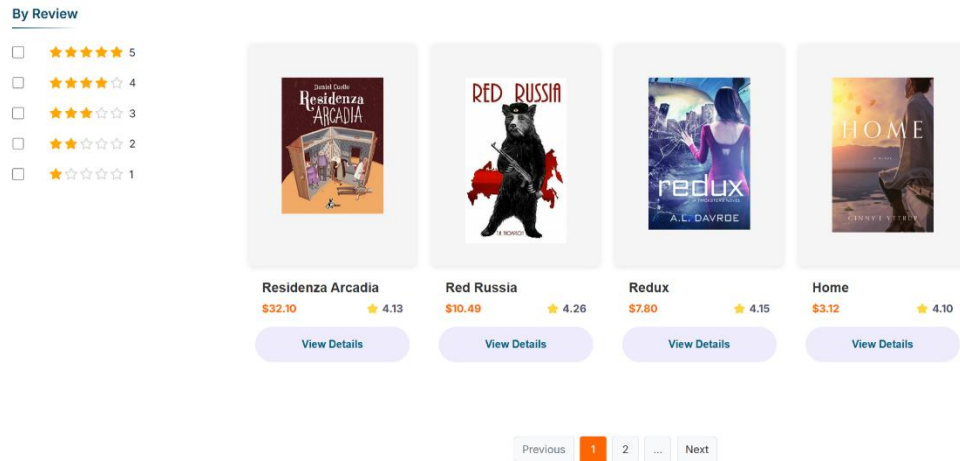 By Review
5
4
3
2
1
Daniel Cuello
Residenza
ARCADIA
RED RUSSIA
redux
A.L. DAVROE
HOME
A NOVEL
GINNY L. YTTRUP
Residenza Arcadia
$32.10 4.13
View Details
Red Russia
$10.49 4.26
View Details
Redux
$7.80 4.15
View Details
Home
$3.12 4.10
View Details
Previous 1 2 ... Next